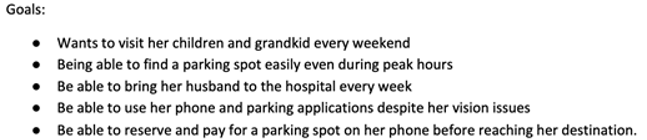 Goals:
● Wants to visit her children and grandkid every weekend
● Being able to find a parking spot easily even during peak hours
● Be able to bring her husband to the hospital every week
● Be able to use her phone and parking applications despite her vision issues
● Be able to reserve and pay for a parking spot on her phone before reaching her destination.